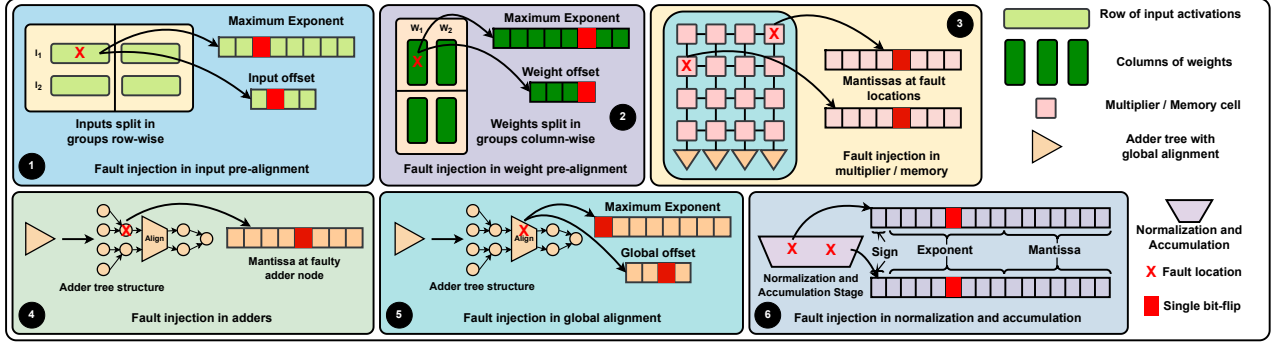 Maximum Exponent
I₁
X
Input offset
I₂
Inputs split in
groups row-wise
1
Fault injection in input pre-alignment
W₁ W₂
Maximum Exponent
X
Weight offset
Weights split in
groups column-wise
2
Fault injection in weight pre-alignment
3
X
X
Mantissas at fault
locations
Fault injection in
multiplier / memory
Row of input activations
Columns of weights
Multiplier / Memory cell
Adder tree with
global alignment
X
Align
Mantissa at faulty
adder node
Adder tree structure
4
Fault injection in adders
Maximum Exponent
X
Align
Global offset
Adder tree structure
5
Fault injection in global alignment
X X
Sign
Exponent
Mantissa
Normalization and
Accumulation Stage
6
Fault injection in normalization and accumulation
Normalization and
Accumulation
X Fault location
Single bit-flip